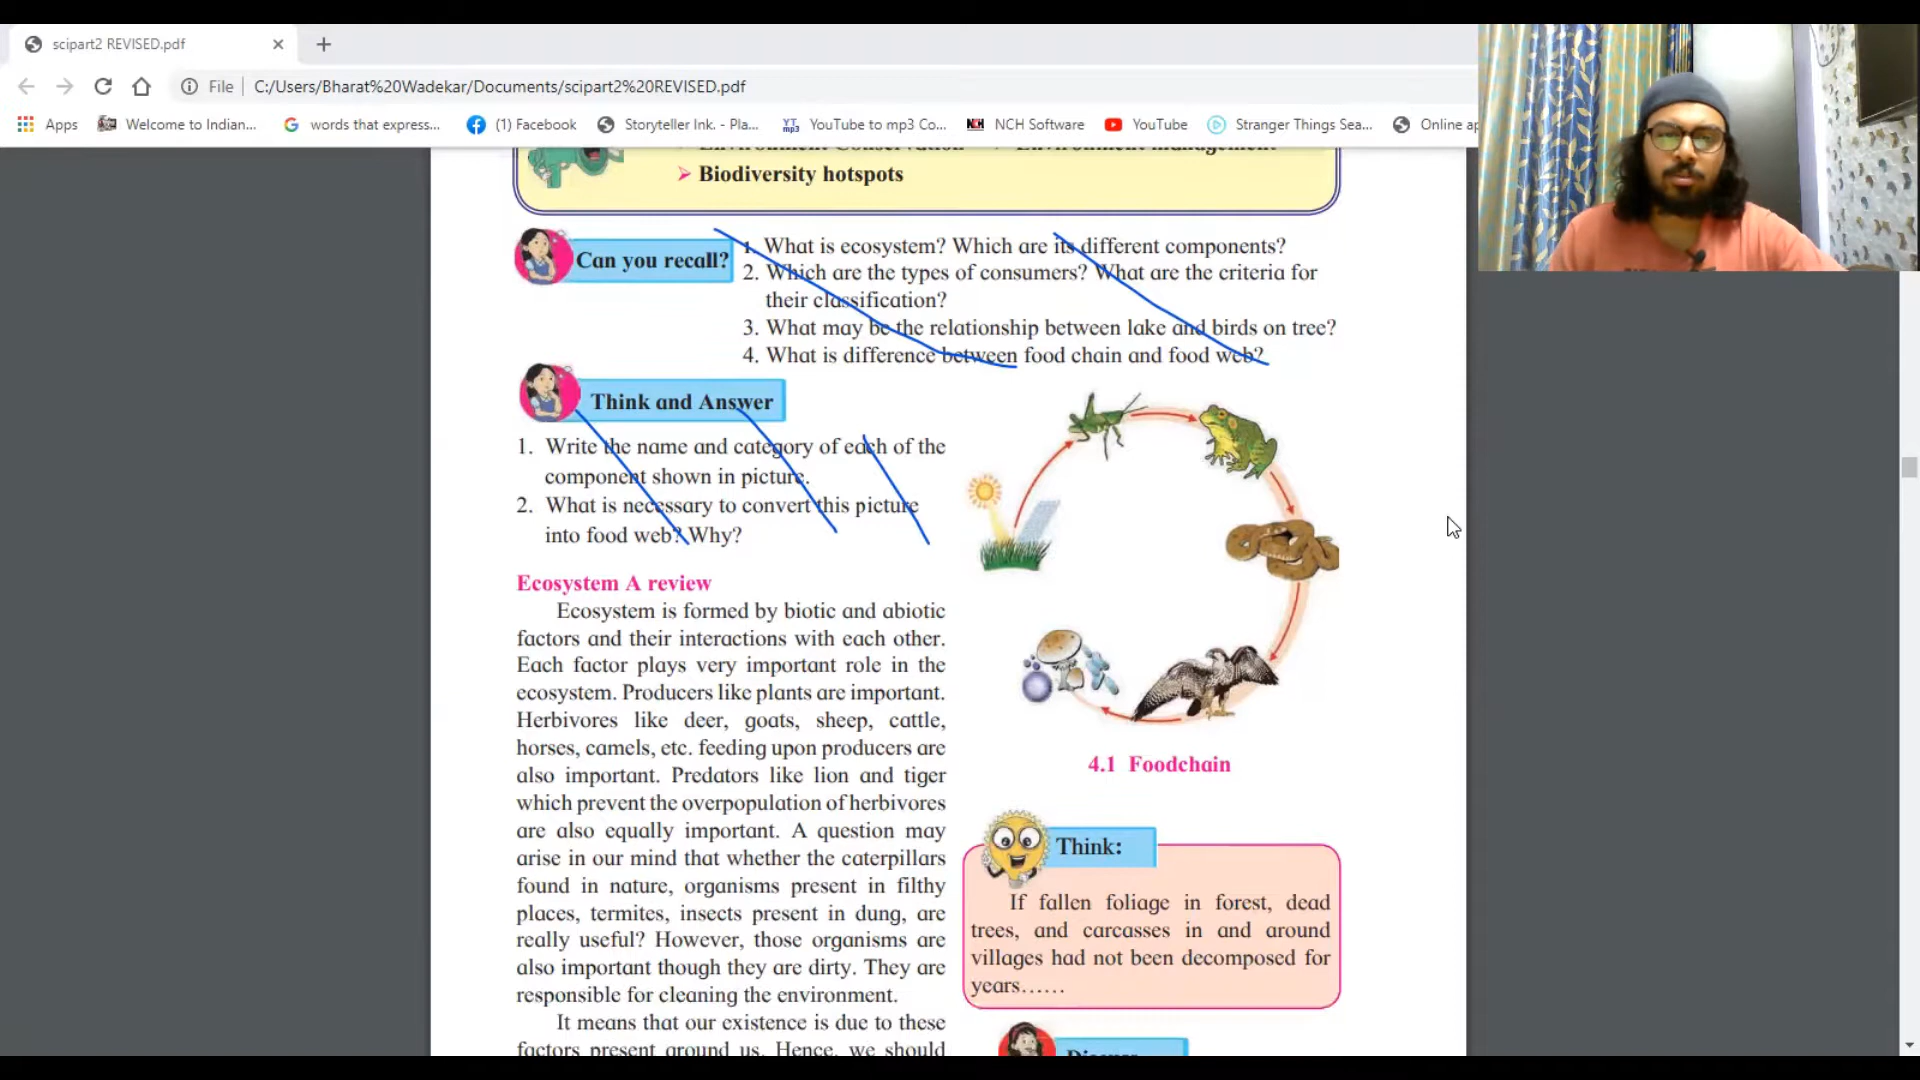 scipart2 REVISED.pdf
File C:/Users/Bharat%20Wadekar/Documents/scipart2%20REVISED.pdf
Apps Welcome to Indian... words that express... (1) Facebook Storyteller Ink. - Pla... YouTube to mp3 Co... NCH Software YouTube Stranger Things Sea... Online ap
Environment Conservation Environment management
Biodiversity hotspots
Can you recall?
1. What is ecosystem? Which are its different components?
2. Which are the types of consumers? What are the criteria for
their classification?
3. What may be the relationship between lake and birds on tree?
4. What is difference between food chain and food web?
Think and Answer
1. Write the name and category of each of the
component shown in picture.
2. What is necessary to convert this picture
into food web? Why?
Ecosystem A review
Ecosystem is formed by biotic and abiotic
factors and their interactions with each other.
Each factor plays very important role in the
ecosystem. Producers like plants are important.
Herbivores like deer, goats, sheep, cattle,
horses, camels, etc. feeding upon producers are
also important. Predators like lion and tiger
which prevent the overpopulation of herbivores
are also equally important. A question may
arise in our mind that whether the caterpillars
found in nature, organisms present in filthy
places, termites, insects present in dung, are
really useful? However, those organisms are
also important though they are dirty. They are
responsible for cleaning the environment.
It means that our existence is due to these
factors present around us. Hence, we should
4.1 Foodchain
Think:
If fallen foliage in forest, dead
trees, and carcasses in and around
villages had not been decomposed for
years......